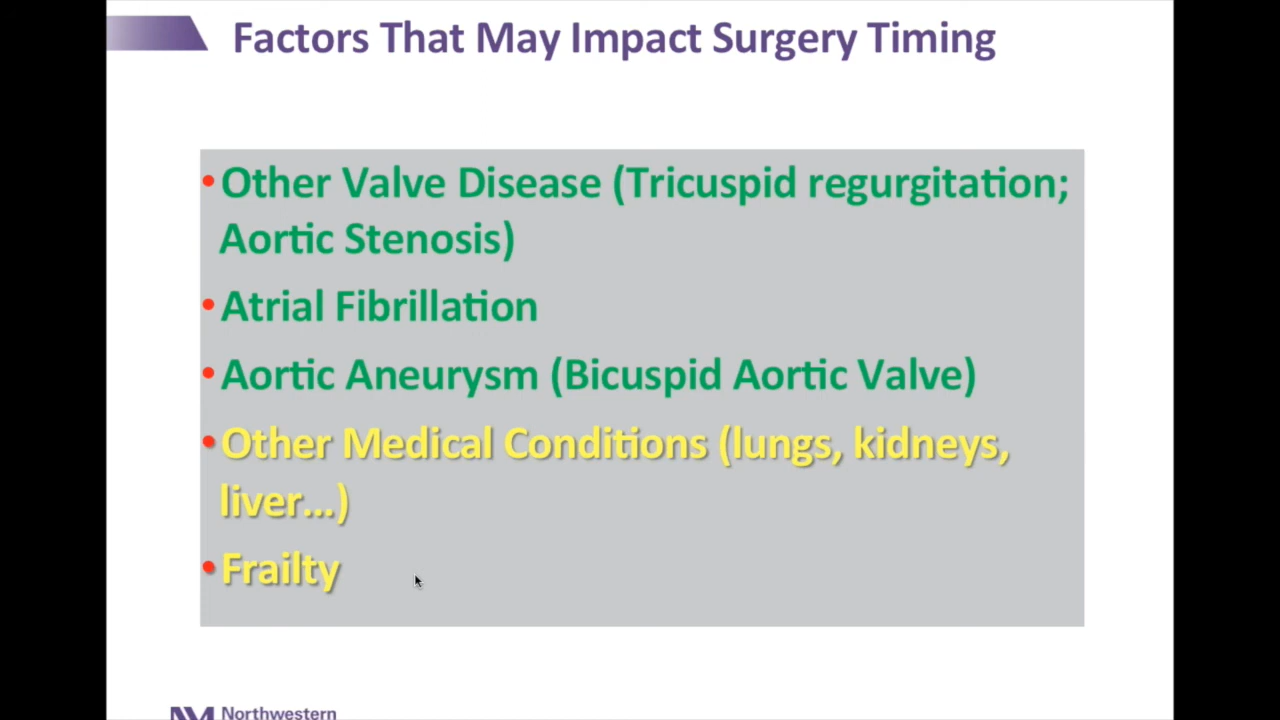 Factors That May Impact Surgery Timing
•Other Valve Disease (Tricuspid regurgitation;
Aortic Stenosis)
•Atrial Fibrillation
•Aortic Aneurysm (Bicuspid Aortic Valve)
•Other Medical Conditions (lungs, kidneys,
liver...)
•Frailty
NM Northwestern